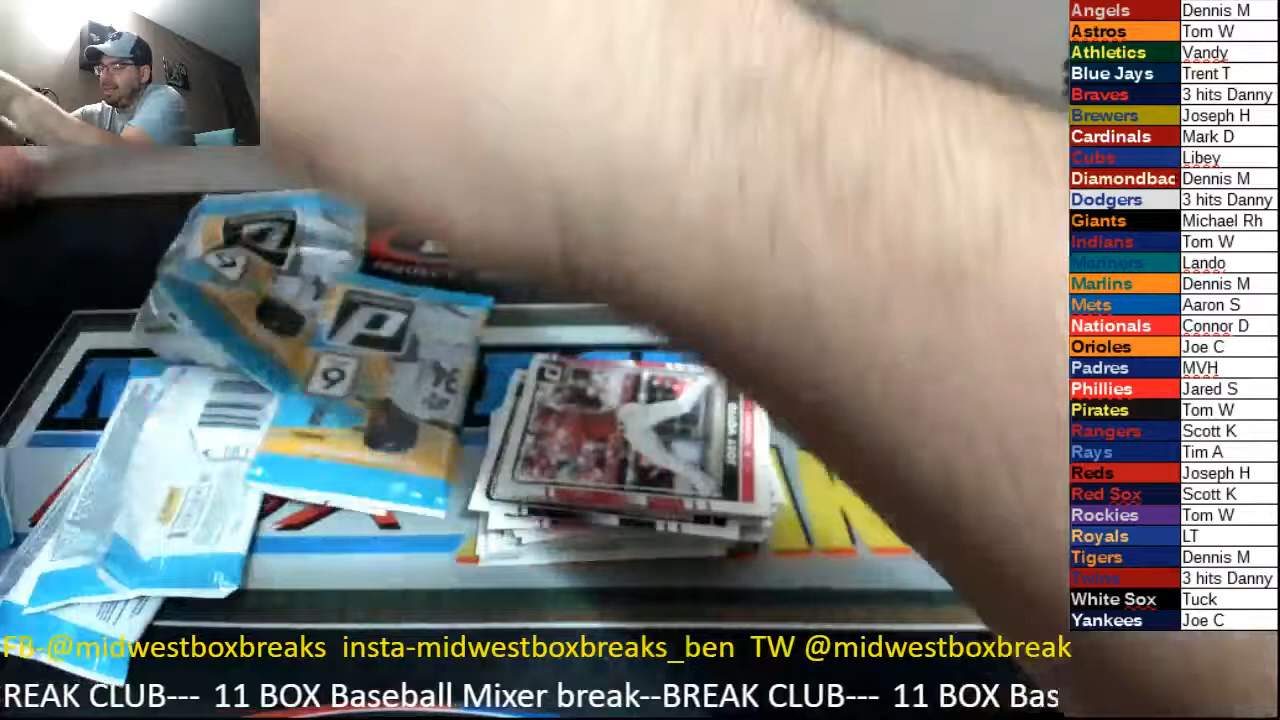 Angels Dennis M
Astros Tom W
Athletics Vandy
Blue Jays Trent T
Braves 3 hits Danny
Brewers Joseph H
Cardinals Mark D
Cubs Libey
Diamondbac Dennis M
Dodgers 3 hits Danny
Giants Michael Rh
Indians Tom W
Mariners Lando
Marlins Dennis M
Mets Aaron S
Nationals Connor D
Orioles Joe C
Padres MVH
Phillies Jared S
Pirates Tom W
Rangers Scott K
Rays Tim A
Reds Joseph H
Red Sox Scott K
Rockies Tom W
Royals LT
Tigers Dennis M
Twins 3 hits Danny
White Sox Tuck
Yankees Joe C
9
JOEY VOTTO
FB-@midwestboxbreaks insta-midwestboxbreaks_ben TW @midwestboxbreak
REAK CLUB--- 11 BOX Baseball Mixer break--BREAK CLUB--- 11 BOX Bas